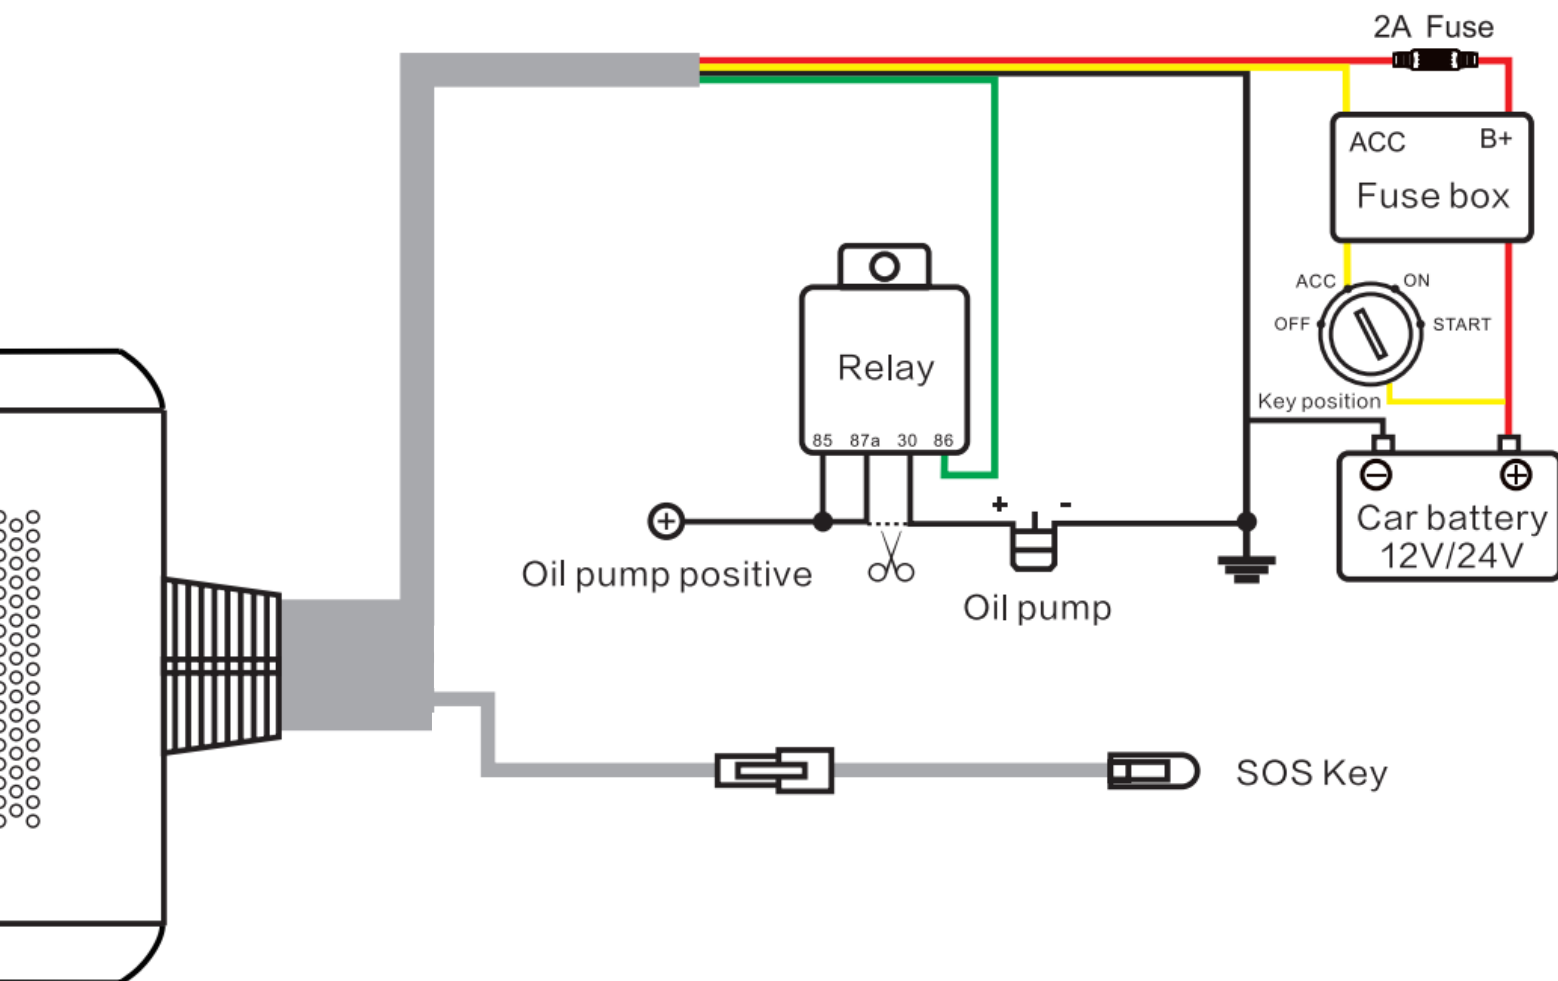 2A Fuse
ACC B+
Fuse box
ACC ON
OFF START
Key position
Relay
85 87a 30 86
+ -
Car battery
12V/24V
Oil pump positive
Oil pump
SOS Key